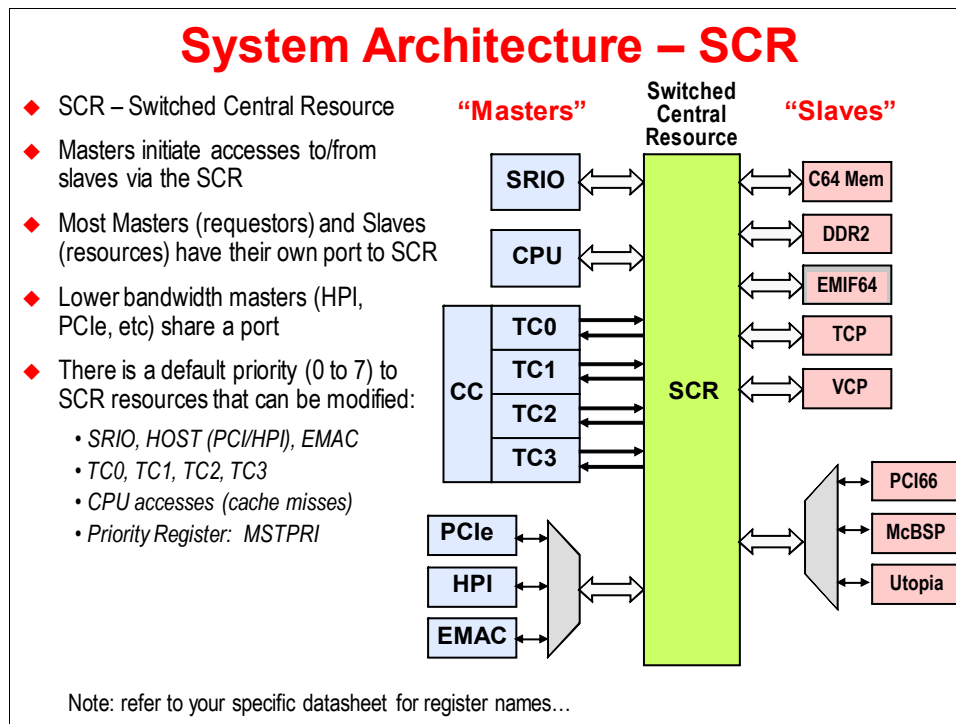 System Architecture – SCR
◆ SCR – Switched Central Resource
◆ Masters initiate accesses to/from
slaves via the SCR
◆ Most Masters (requestors) and Slaves
(resources) have their own port to SCR
◆ Lower bandwidth masters (HPI,
PCIe, etc) share a port
◆ There is a default priority (0 to 7) to
SCR resources that can be modified:
• SRIO, HOST (PCI/HPI), EMAC
• TC0, TC1, TC2, TC3
• CPU accesses (cache misses)
• Priority Register: MSTPRI
“Masters”
SRIO
CPU
CC
TC0
TC1
TC2
TC3
PCIe
HPI
EMAC
Switched
Central
Resource
SCR
“Slaves”
C64 Mem
DDR2
EMIF64
TCP
VCP
PCI66
McBSP
Utopia
Note: refer to your specific datasheet for register names…